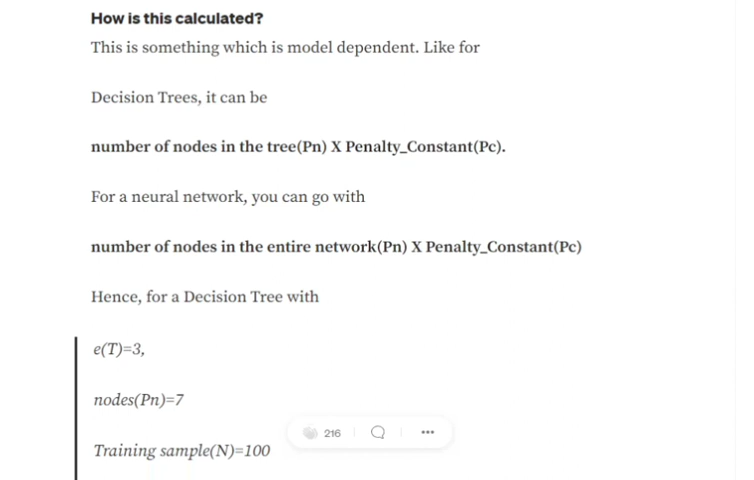 How is this calculated?
This is something which is model dependent. Like for
Decision Trees, it can be
number of nodes in the tree(Pn) X Penalty_Constant(Pc).
For a neural network, you can go with
number of nodes in the entire network(Pn) X Penalty_Constant(Pc)
Hence, for a Decision Tree with
e(T)=3,
nodes(Pn)=7
216
Training sample(N)=100